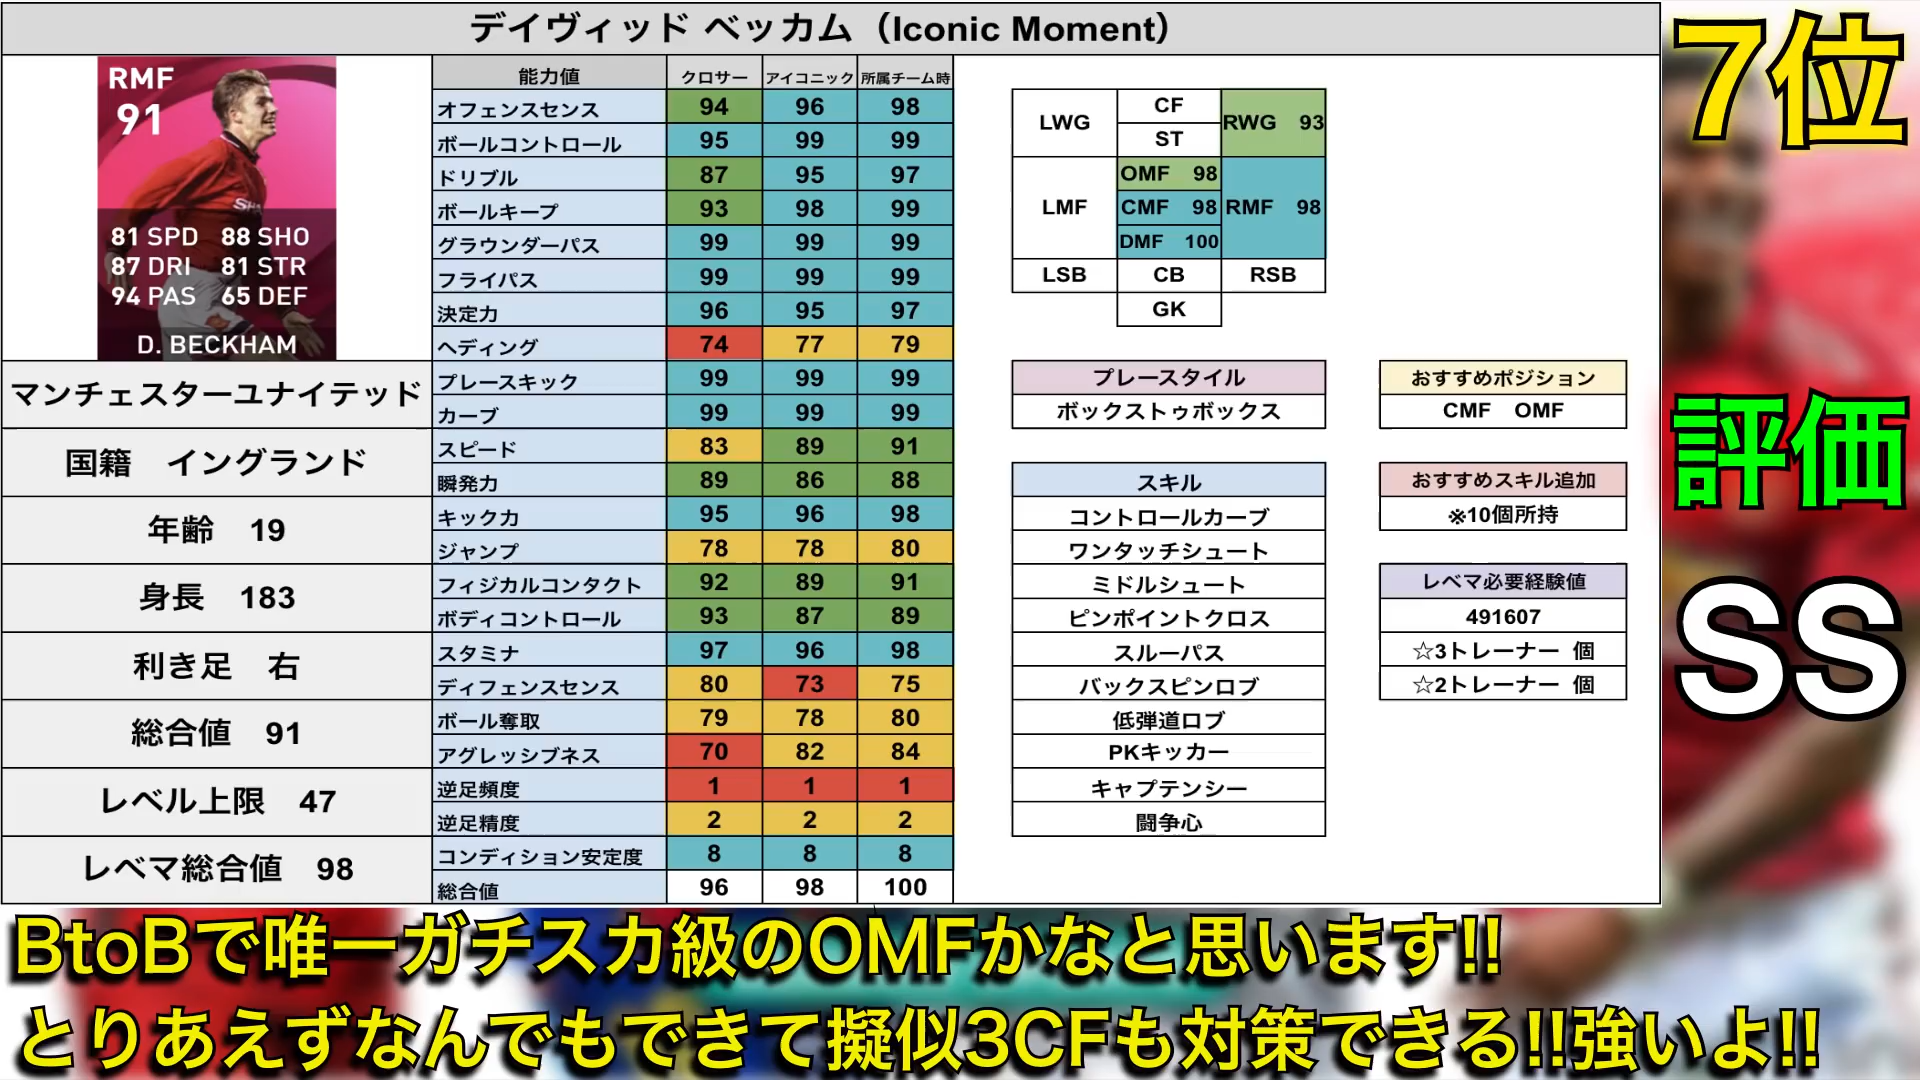 デイヴィッド ベッカム（Iconic Moment）
7位
評価
SS
RMF
91
81 SPD 88 SHO
87 DRI 81 STR
94 PAS 65 DEF
D. BECKHAM
マンチェスターユナイテッド
国籍 イングランド
年齢 19
身長 183
利き足 右
総合値 91
レベル上限 47
レベマ総合値 98
能力値 クロサー アイコニック 所属チーム時
オフェンスセンス 94 96 98
ボールコントロール 95 99 99
ドリブル 87 95 97
ボールキープ 93 98 99
グラウンダーパス 99 99 99
フライパス 99 99 99
決定力 96 95 97
ヘディング 74 77 79
プレースキック 99 99 99
カーブ 99 99 99
スピード 83 89 91
瞬発力 89 86 88
キック力 95 96 98
ジャンプ 78 78 80
フィジカルコンタクト 92 89 91
ボディコントロール 93 87 89
スタミナ 97 96 98
ディフェンスセンス 80 73 75
ボール奪取 79 78 80
アグレッシブネス 70 82 84
逆足頻度 1 1 1
逆足精度 2 2 2
コンディション安定度 8 8 8
総合値 96 98 100
LWG CF RWG 93
ST
OMF 98
LMF CMF 98 RMF 98
DMF 100
LSB CB RSB
GK
プレースタイル
ボックストゥボックス
スキル
コントロールカーブ
ワンタッチシュート
ミドルシュート
ピンポイントクロス
スルーパス
バックスピンロブ
低弾道ロブ
PKキッカー
キャプテンシー
闘争心
おすすめポジション
CMF OMF
おすすめスキル追加
※10個所持
レベマ必要経験値
491607
☆3トレーナー 個
☆2トレーナー 個
BtoBで唯一ガチスカ級のOMFかなと思います!!
とりあえずなんでもできて擬似3CFも対策できる!!強いよ!!